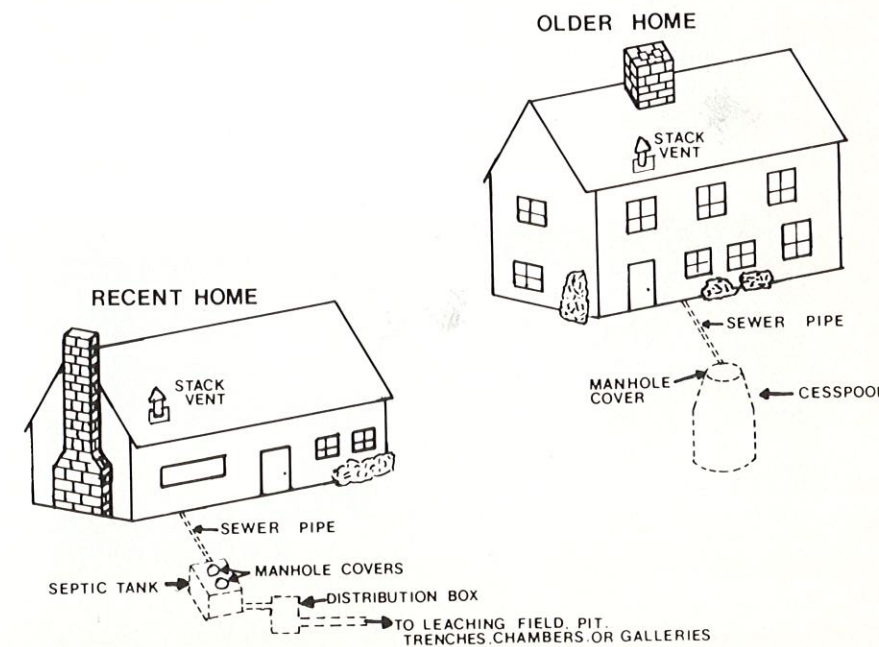 OLDER HOME
STACK
VENT
SEWER PIPE
MANHOLE
COVER
CESSPOOL
RECENT HOME
STACK
VENT
SEWER PIPE
SEPTIC TANK
MANHOLE COVERS
DISTRIBUTION BOX
TO LEACHING FIELD, PIT.
TRENCHES, CHAMBERS, OR GALLERIES